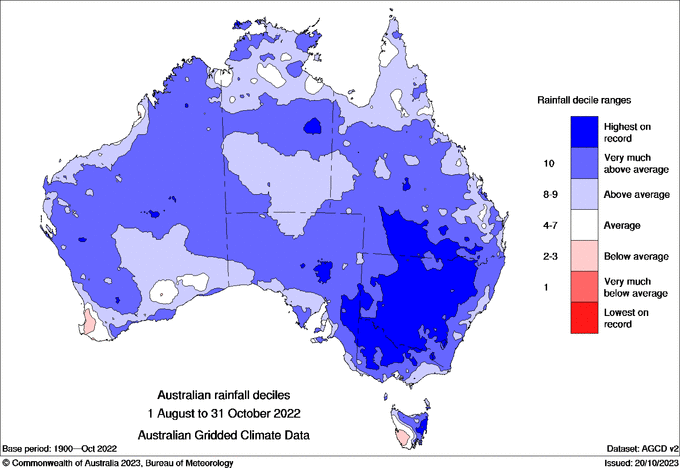 Rainfall decile ranges
Highest on
record
10
Very much
above average
8-9
Above average
4-7
Average
2-3
Below average
1
Very much
below average
Lowest on
record
Australian rainfall deciles
1 August to 31 October 2022
Australian Gridded Climate Data
Base period: 1900—Oct 2022
Dataset: AGCD v2
© Commonwealth of Australia 2023, Bureau of Meteorology
Issued: 20/10/2023